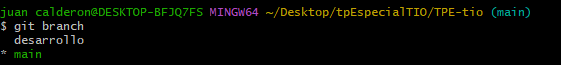 juan calderon@DESKTOP-BFJQ7FS MINGW64 ~/Desktop/tpEspecialTIO/TPE-tio (main)
$ git branch
  desarrollo
* main